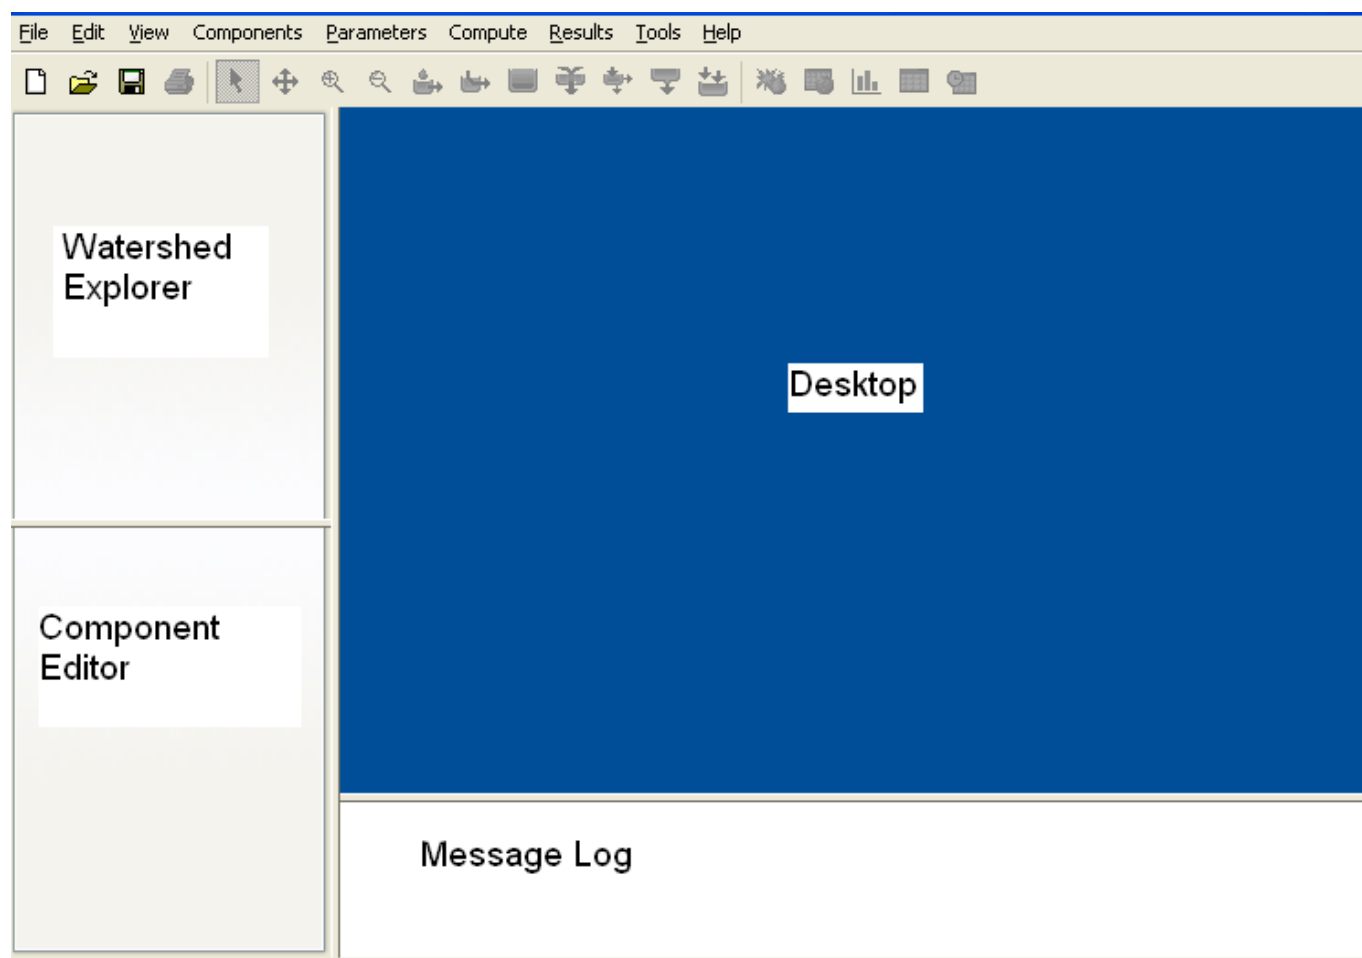 File Edit View Components Parameters Compute Results Tools Help
Watershed
Explorer
Desktop
Component
Editor
Message Log